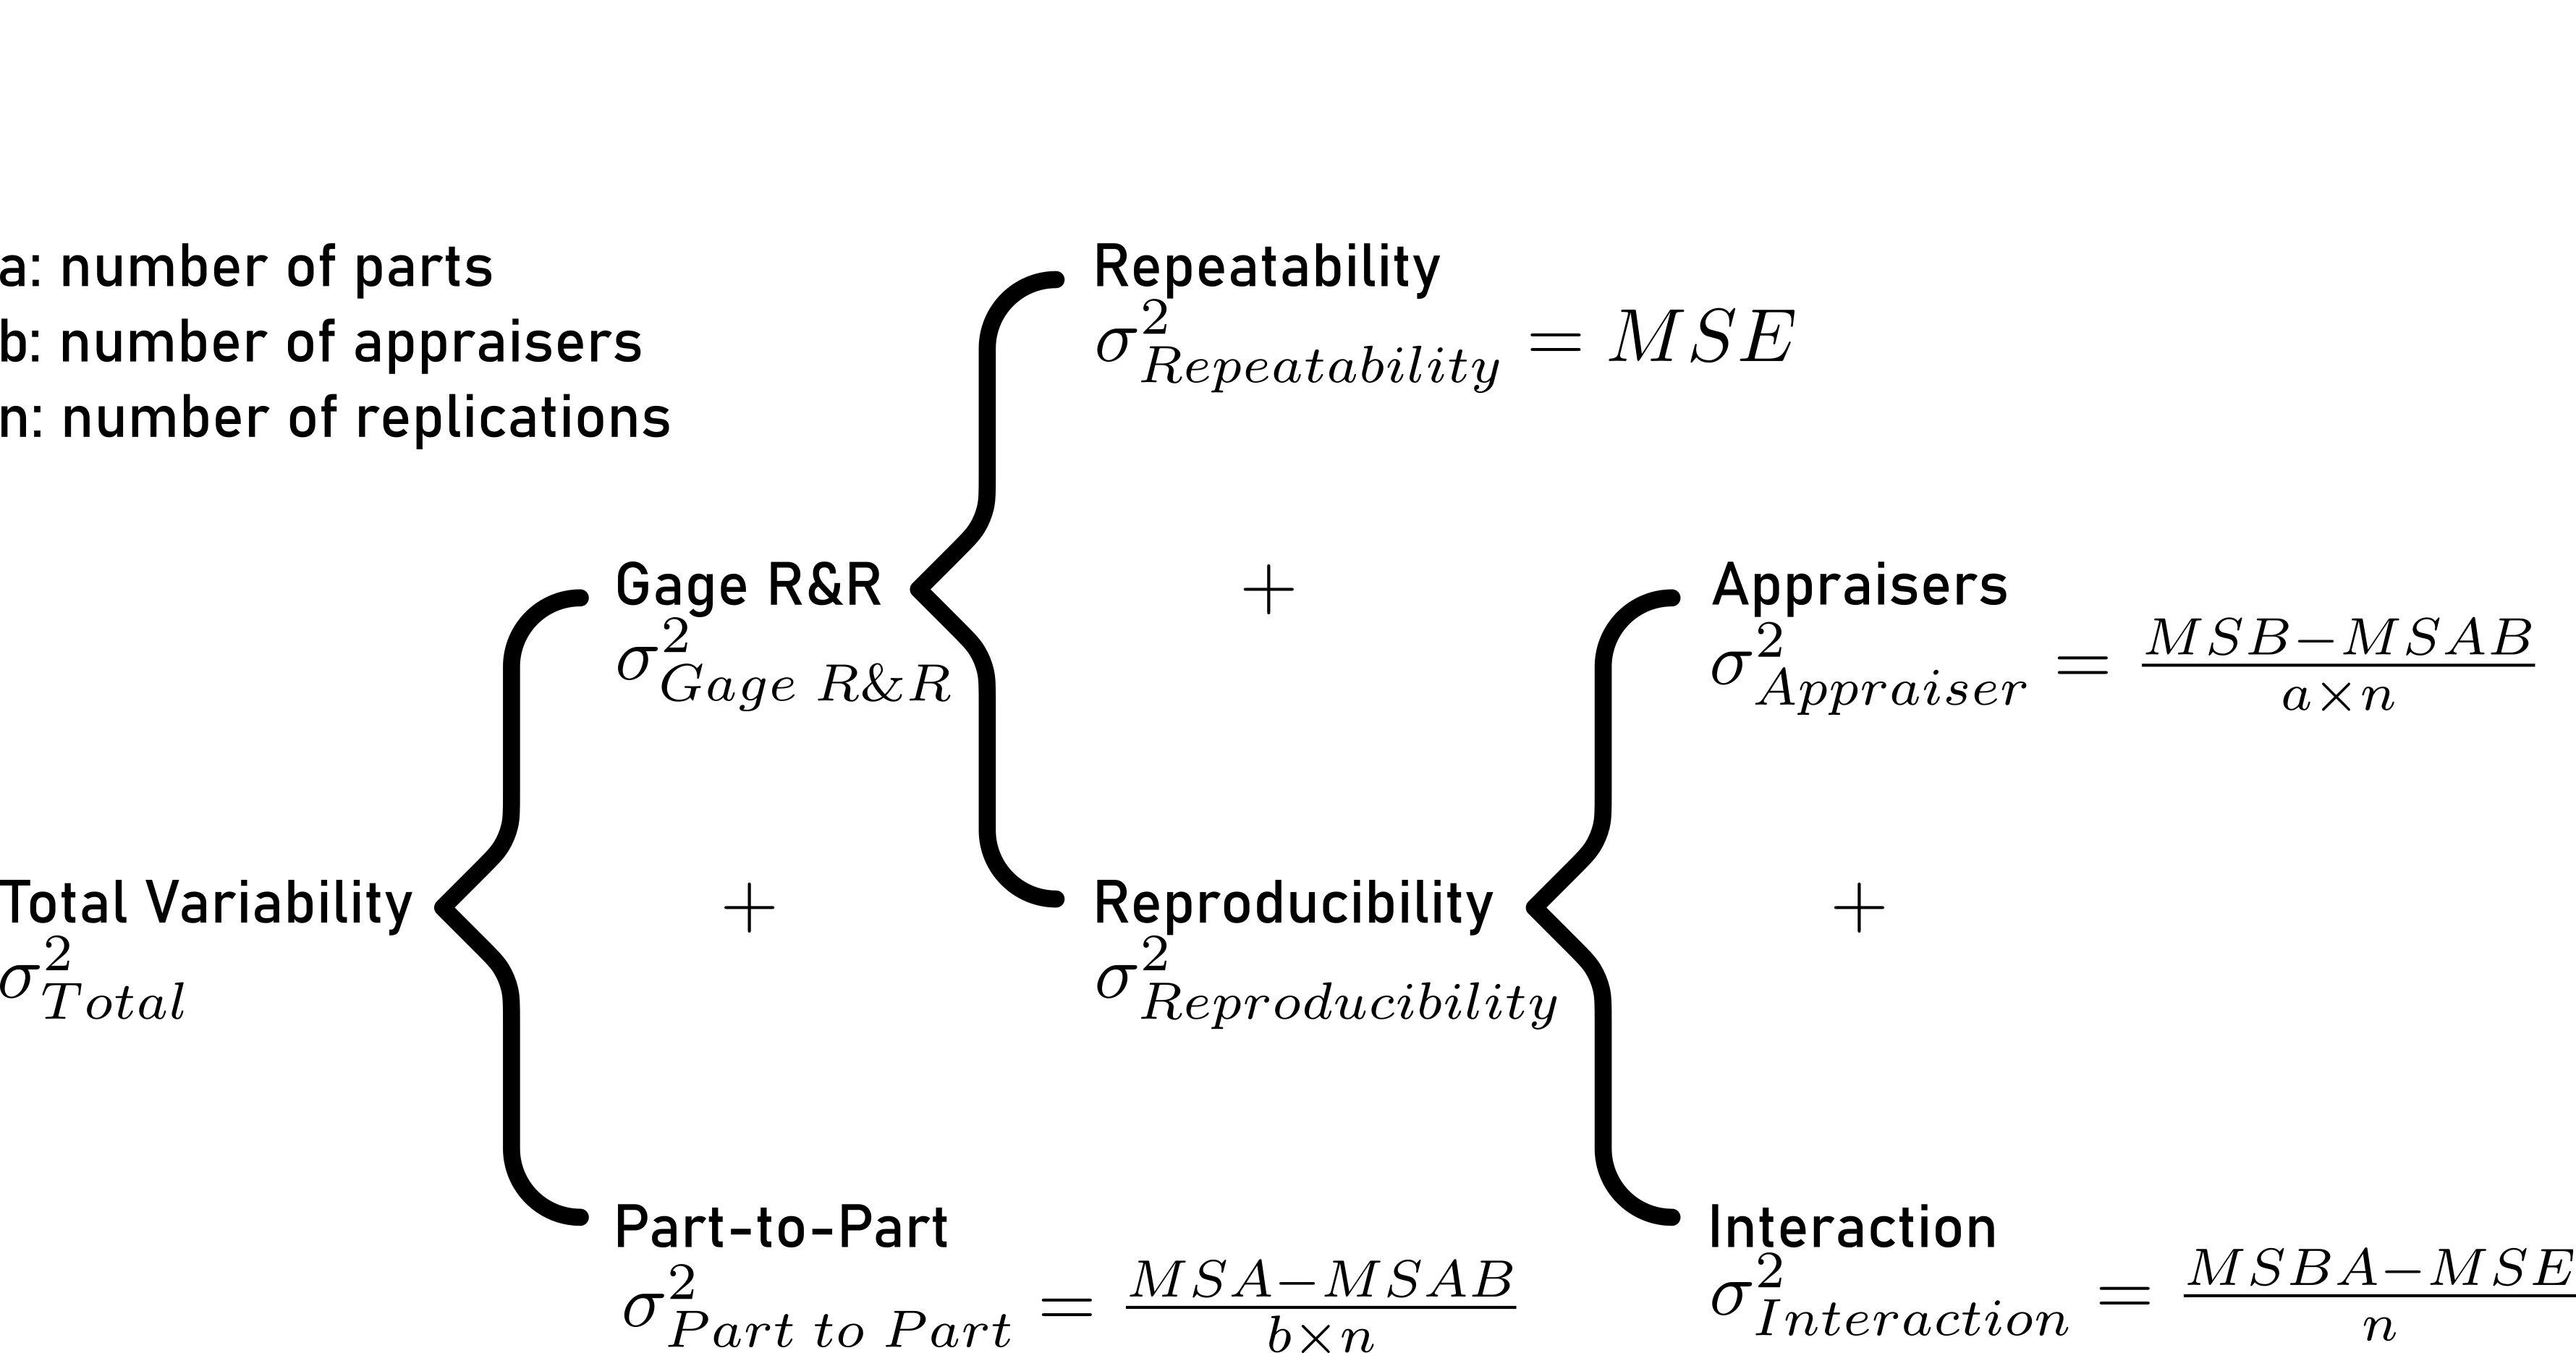 a: number of parts
b: number of appraisers
n: number of replications
Repeatability
σ²_Repeatability = MSE
+
Gage R&R
σ²_Gage R&R
Appraisers
σ²_Appraiser = (MSB−MSAB)/(a×n)
Total Variability
σ²_Total
+
Reproducibility
σ²_Reproducibility
+
Part-to-Part
σ²_Part to Part = (MSA−MSAB)/(b×n)
Interaction
σ²_Interaction = (MSBA−MSE)/n